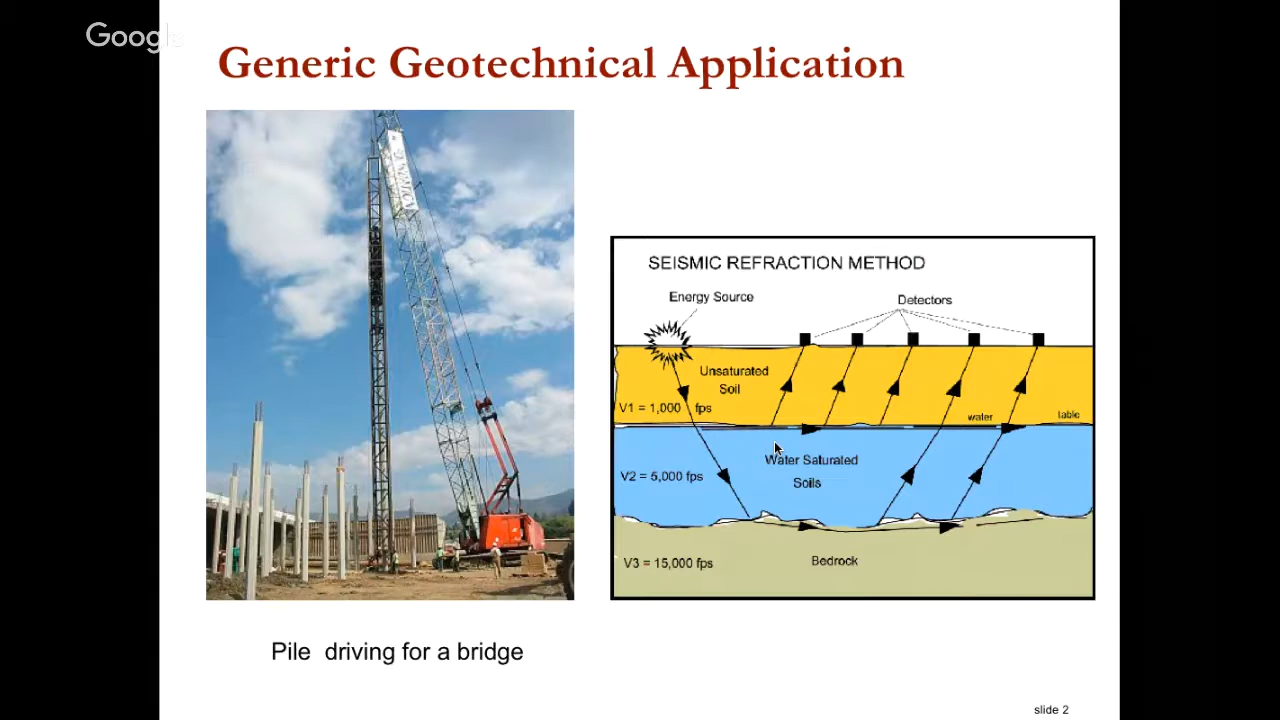 Google
Generic Geotechnical Application
SEISMIC REFRACTION METHOD
Energy Source
Detectors
Unsaturated
Soil
V1 = 1,000 fps
water table
Water Saturated
V2 = 5,000 fps
Soils
V3 = 15,000 fps
Bedrock
Pile driving for a bridge
slide 2